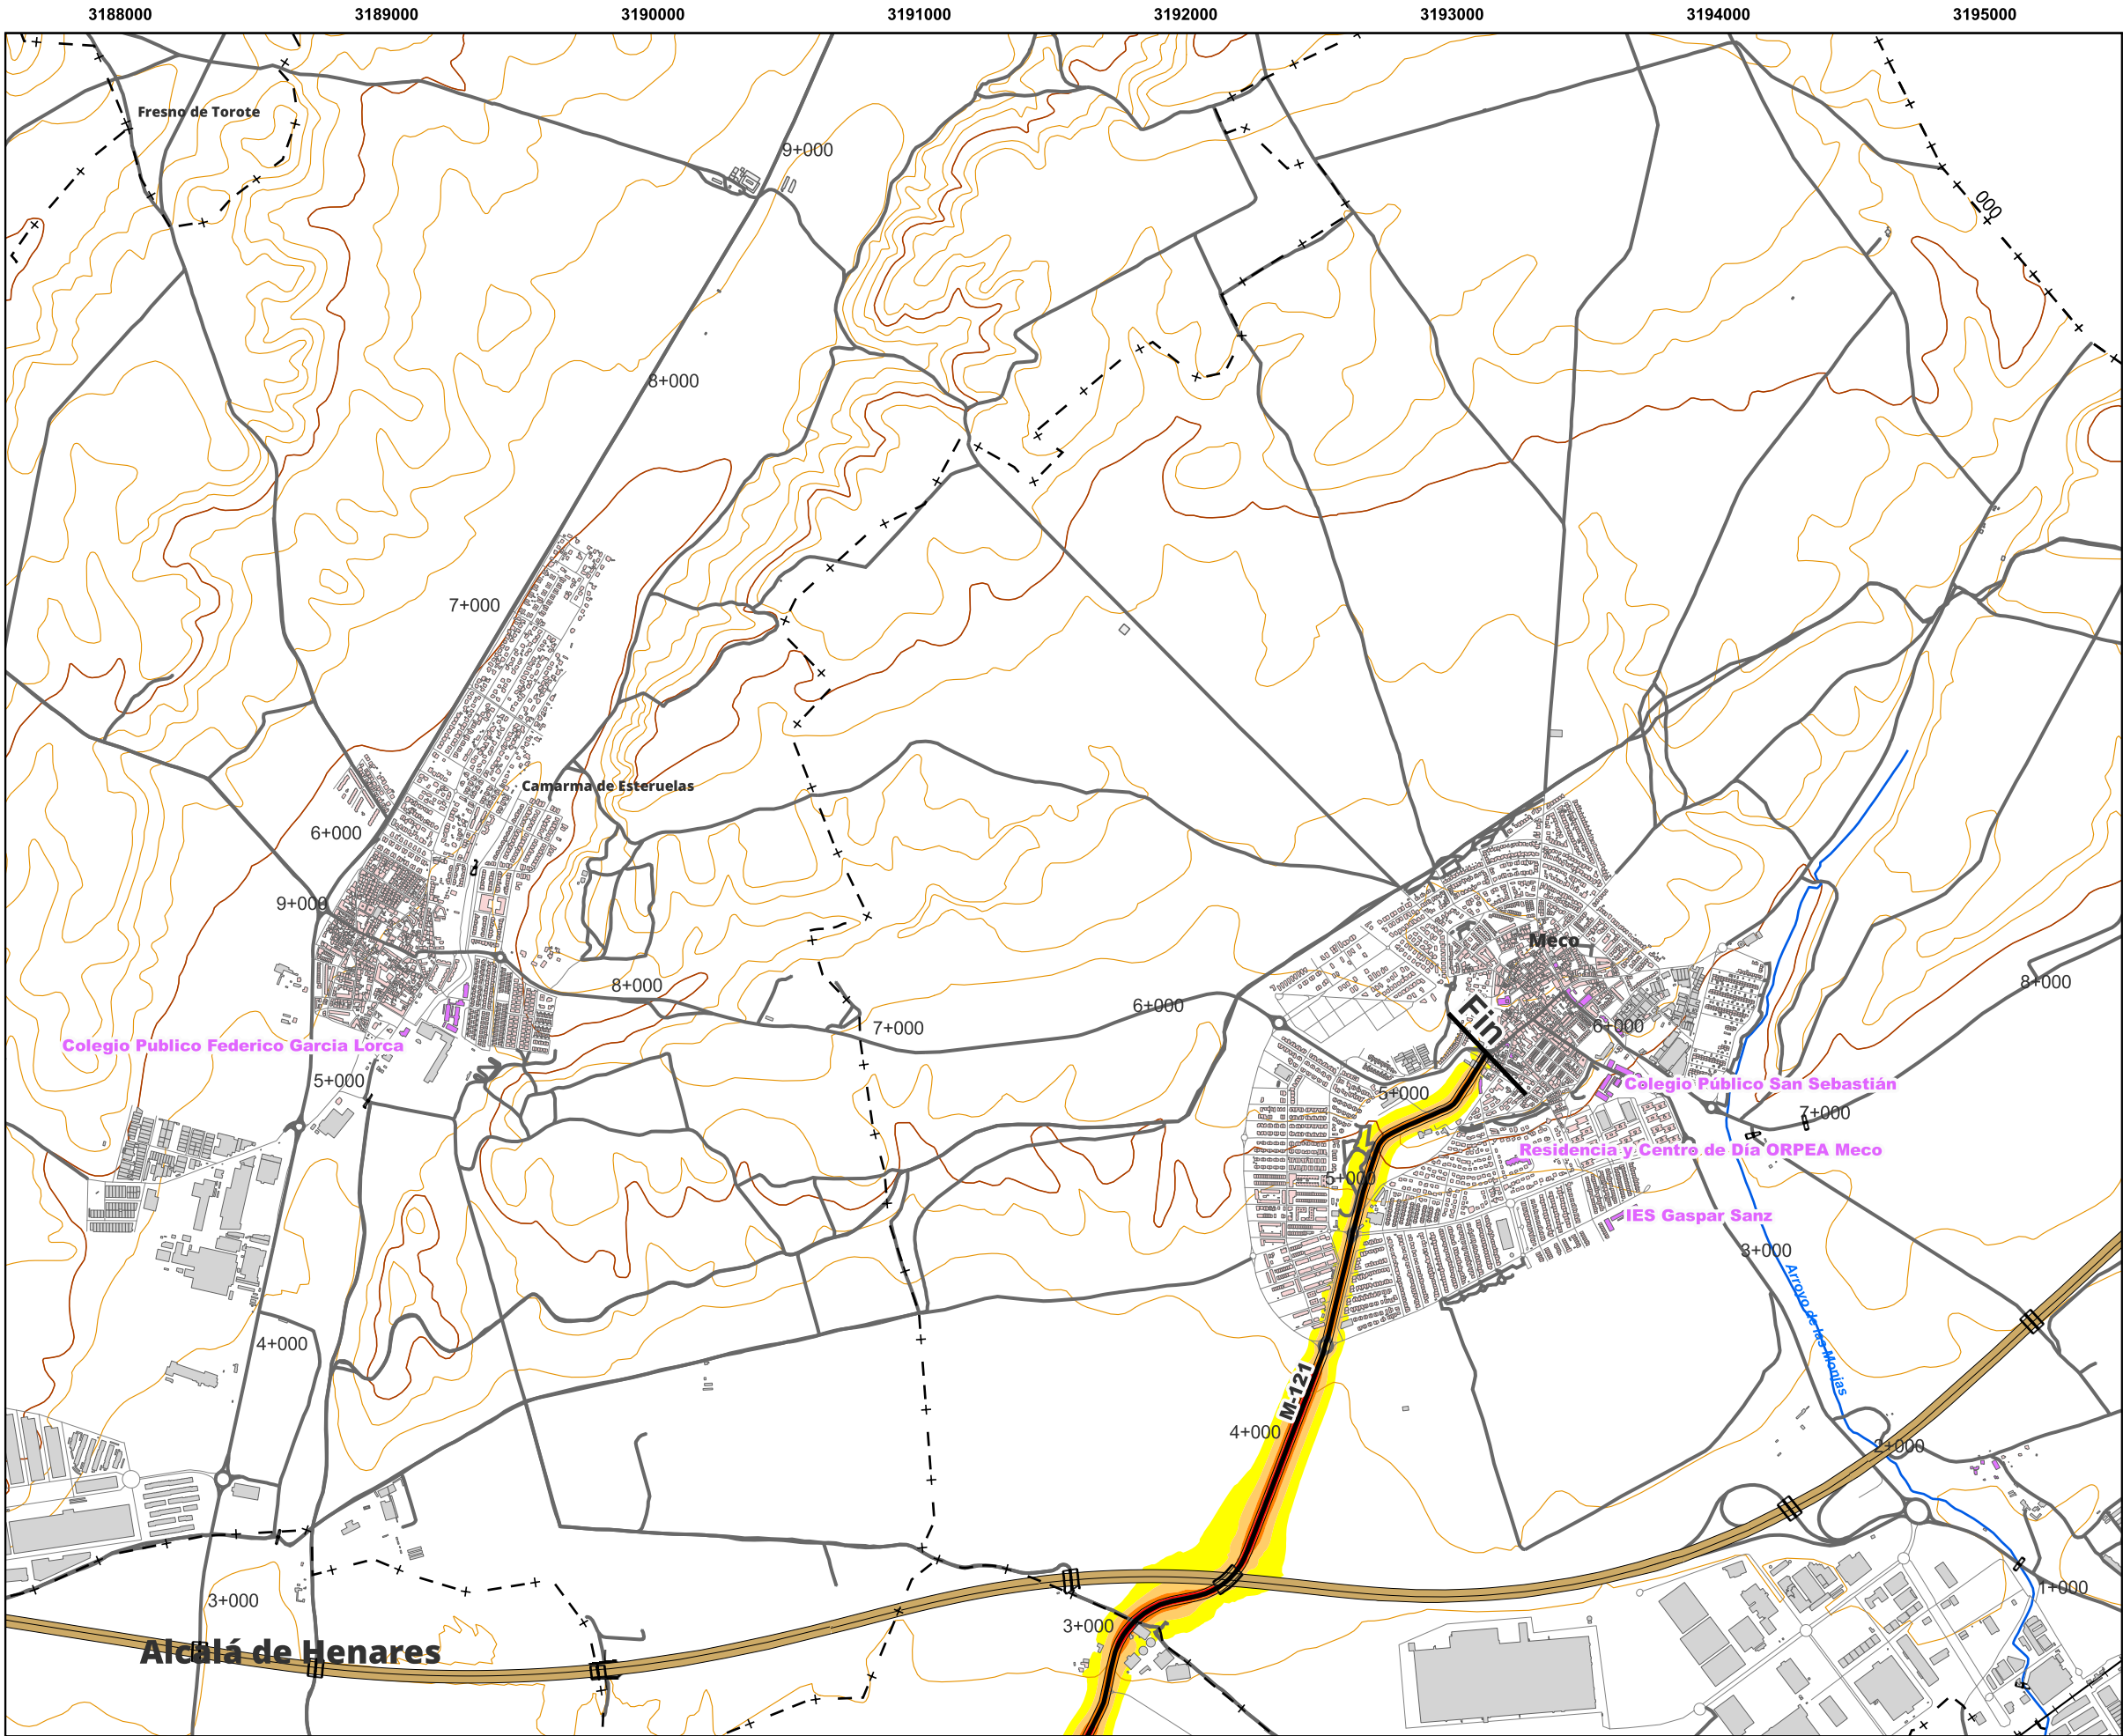 3188000 3189000 3190000 3191000 3192000 3193000 3194000 3195000
Fresno de Torote
9+000
000
8+000
7+000
Camarma de Esteruelas
6+000
9+000
Meco
8+000
8+000
6+000
Fin
6+000
7+000
Colegio Publico Federico Garcia Lorca
5+000
Colegio Público San Sebastián
5+000
7+000
Residencia y Centro de Día ORPEA Meco
5+000
IES Gaspar Sanz
3+000
Arroyo de las Monjas
4+000
M-121
4+000
2+000
1+000
3+000
3+000
Alcalá de Henares